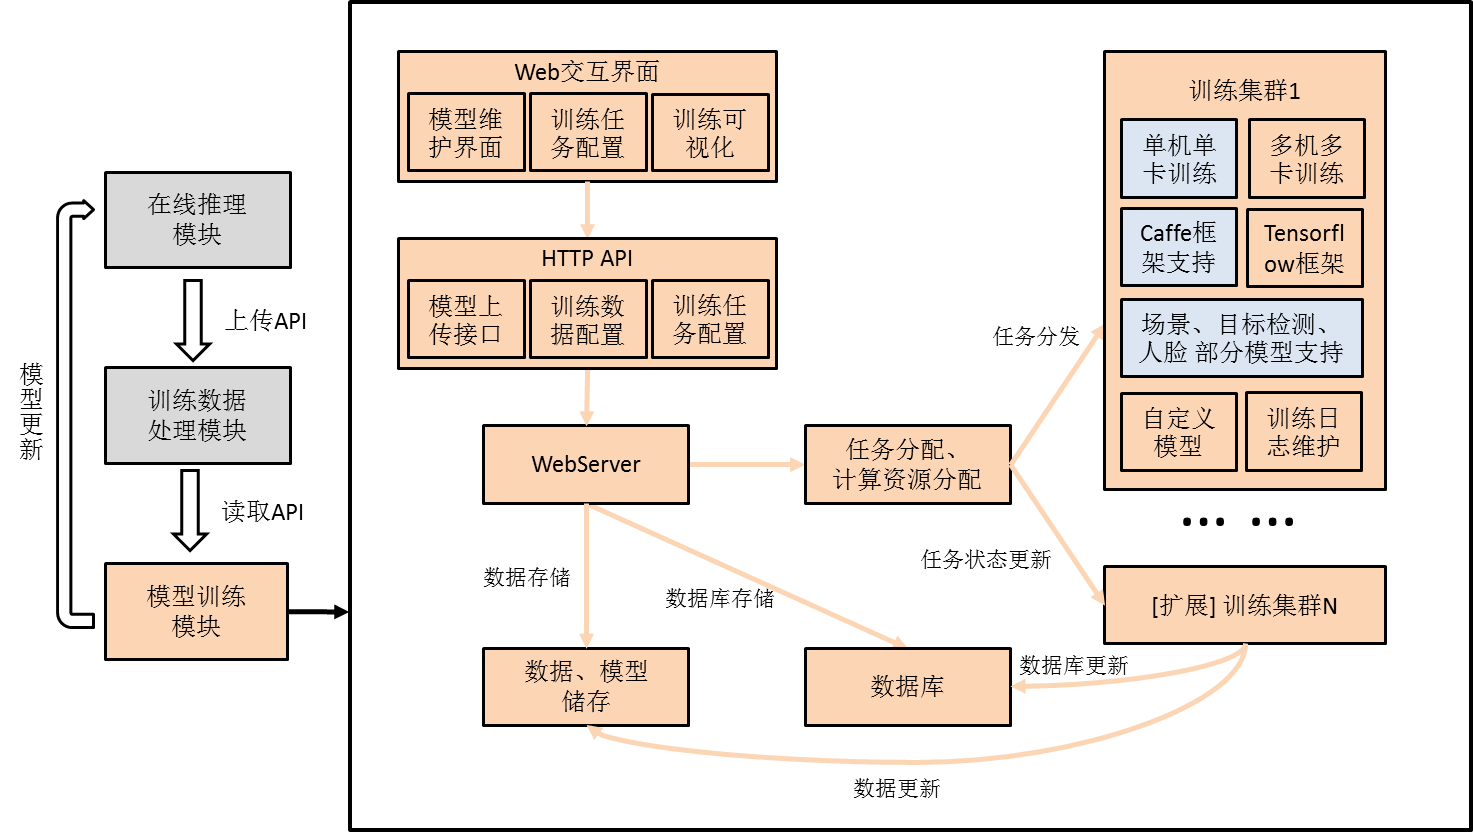 在线推理
模块
上传API
训练数据
处理模块
读取API
模型训练
模块
模型更新
Web交互界面
模型维
护界面
训练任
务配置
训练可
视化
HTTP API
模型上
传接口
训练数
据配置
训练任
务配置
WebServer
任务分配、
计算资源分配
任务分发
任务状态更新
数据存储
数据库存储
数据、模型
储存
数据库
数据库更新
数据更新
训练集群1
单机单
卡训练
多机多
卡训练
Caffe框
架支持
Tensorfl
ow框架
场景、目标检测、
人脸 部分模型支持
自定义
模型
训练日
志维护
... ...
[扩展] 训练集群N